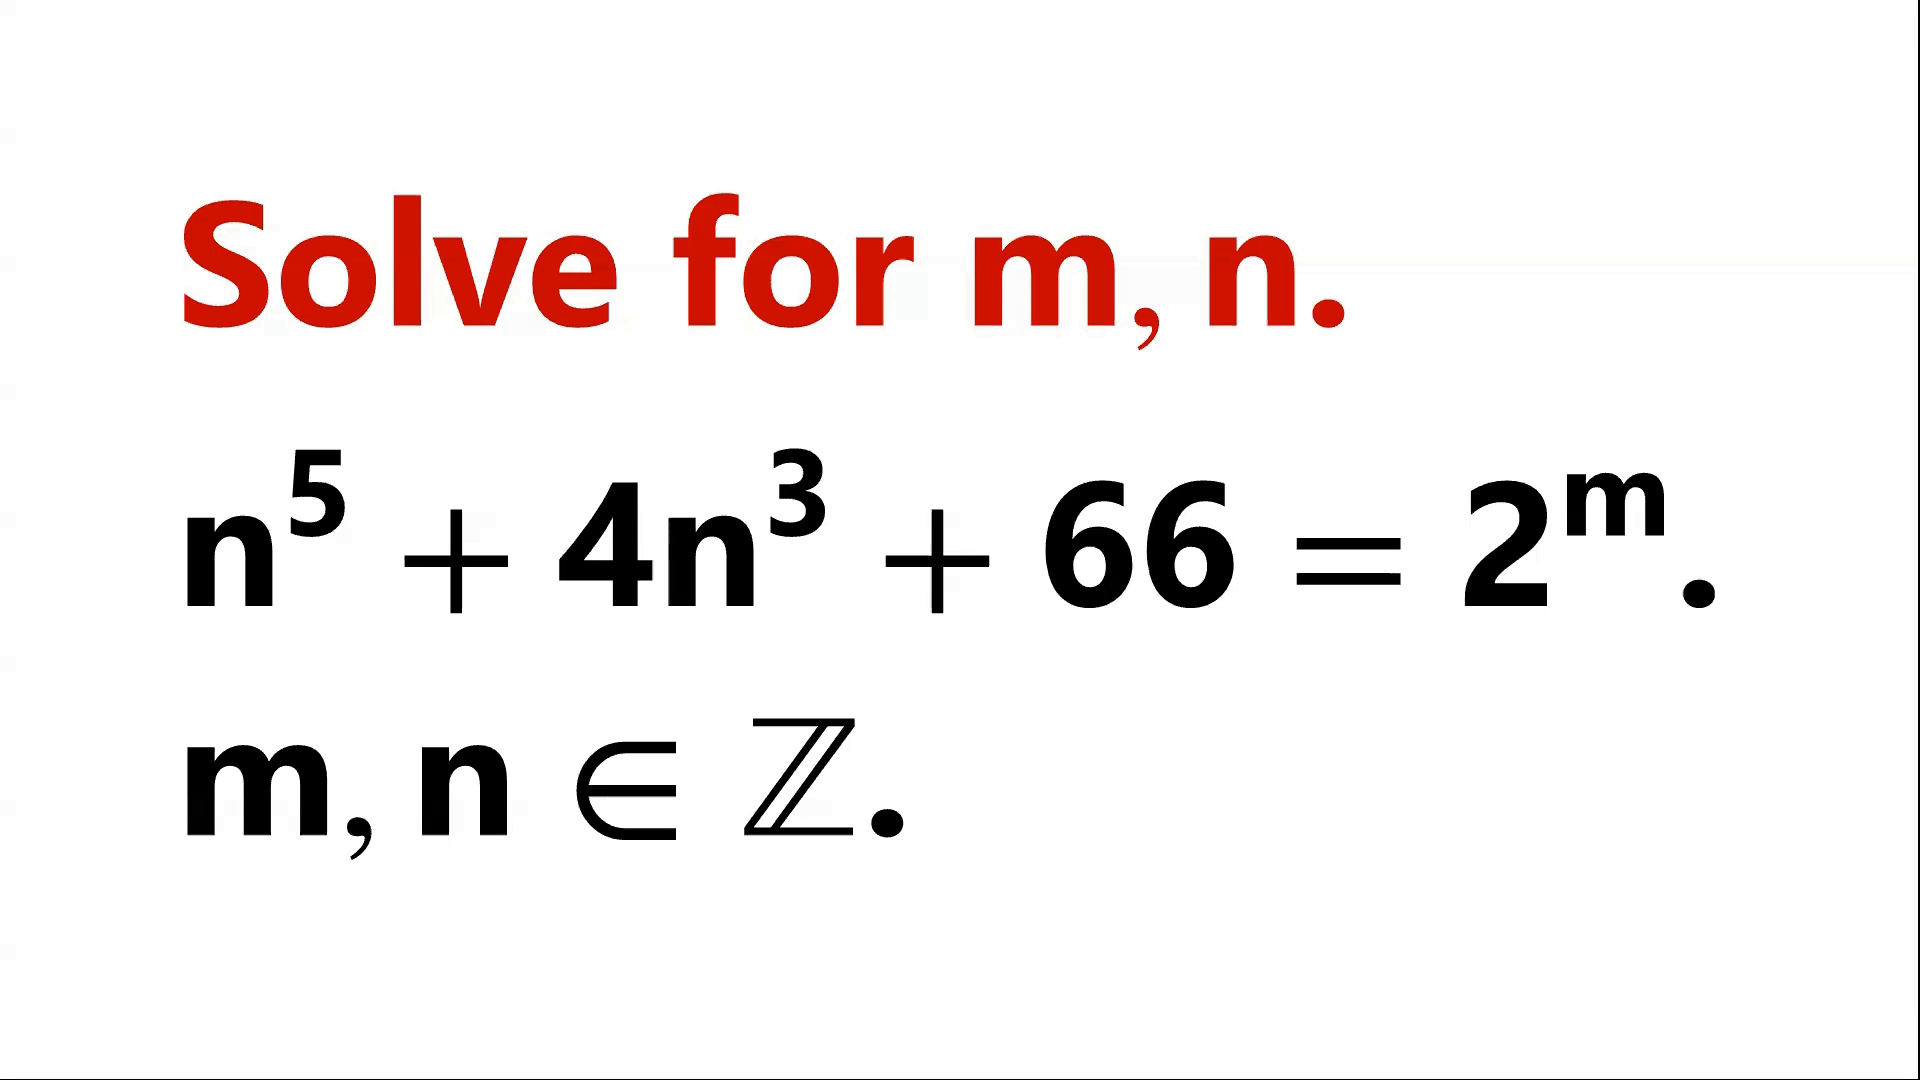 Solve for m, n.
n⁵ + 4n³ + 66 = 2ᵐ.
m, n ∈ ℤ.